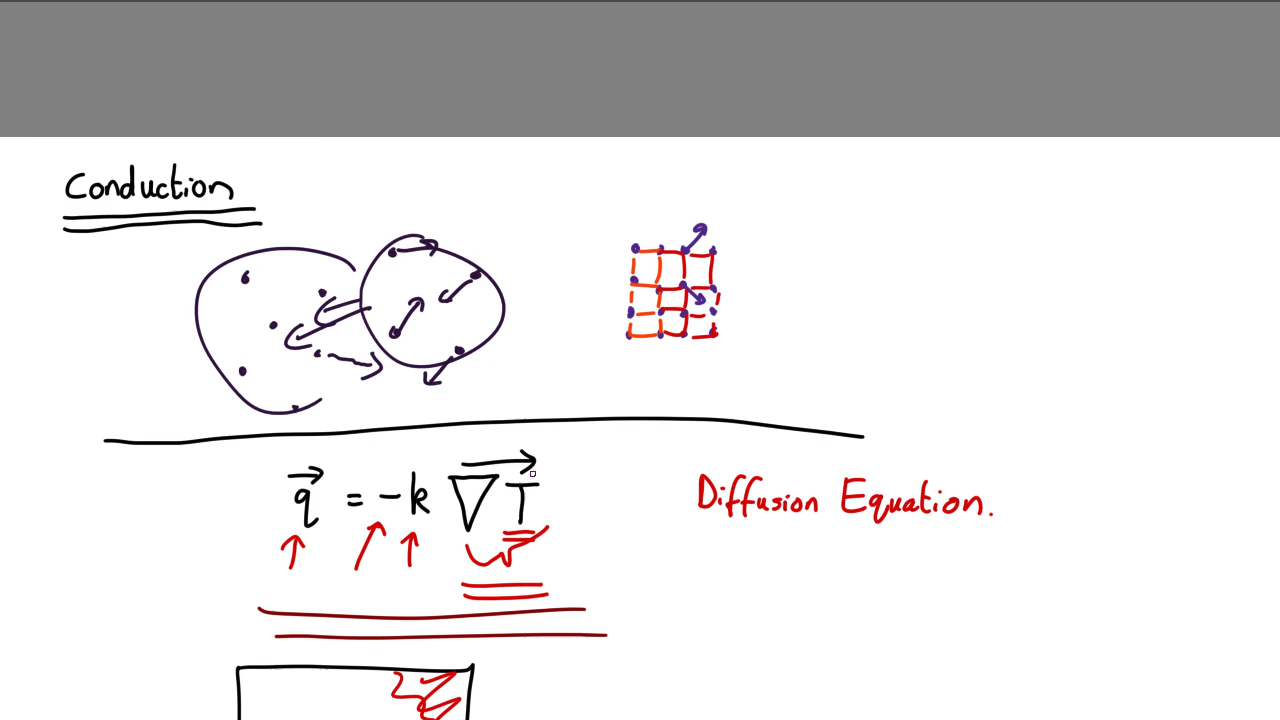 Conduction
q⃗ = -k ∇T⃗
Diffusion Equation.